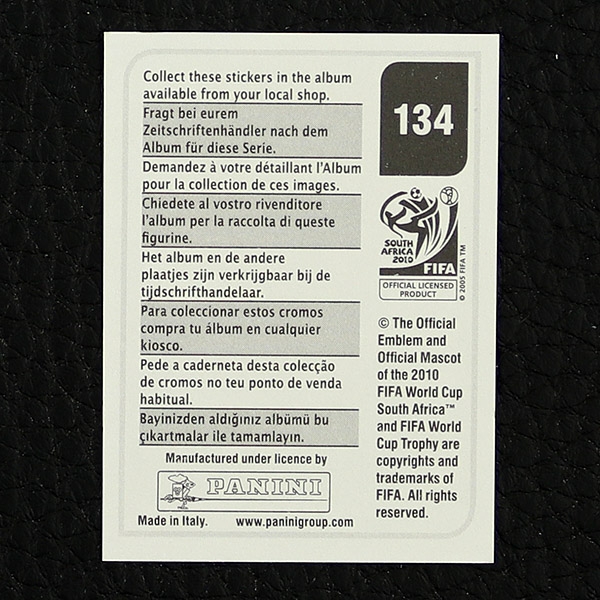 Collect these stickers in the album
available from your local shop.
Fragt bei eurem
Zeitschriftenhändler nach dem
Album für diese Serie.
Demandez à votre détaillant l'Album
pour la collection de ces images.
Chiedete al vostro rivenditore
l'album per la raccolta di queste
figurine.
Het album en de andere
plaatjes zijn verkrijgbaar bij de
tijdschrifthandelaar.
Para coleccionar estos cromos
compra tu álbum en cualquier
kiosco.
Pede a caderneta desta colecção
de cromos no teu ponto de venda
habitual.
Bayinizden aldığınız albümü bu
çıkartmalar ile tamamlayın.
Manufactured under licence by
PANINI
Made in Italy. www.paninigroup.com
134
SOUTH
AFRICA
2010
FIFA
© 2005 FIFA TM
OFFICIAL LICENSED
PRODUCT
© The Official
Emblem and
Official Mascot
of the 2010
FIFA World Cup
South Africa™
and FIFA World
Cup Trophy are
copyrights and
trademarks of
FIFA. All rights
reserved.